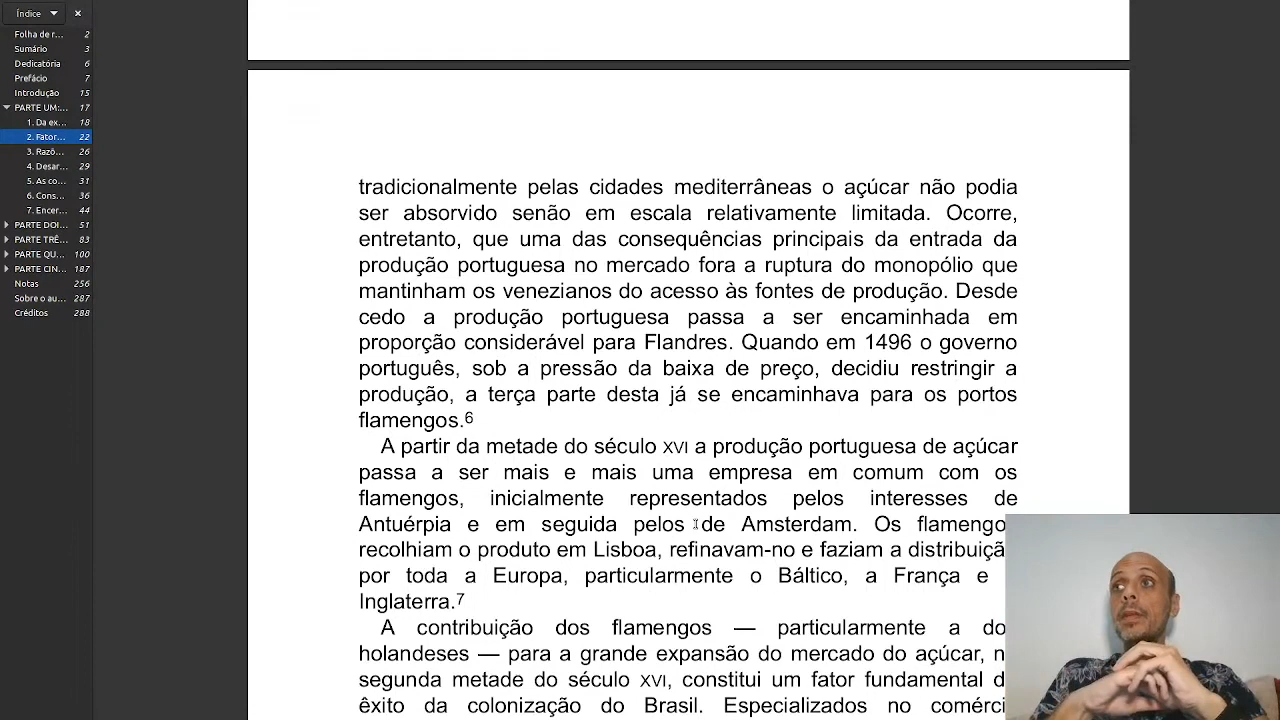 Índice
Folha de r... 2
Sumário 3
Dedicatória 6
Prefácio 7
Introdução 15
PARTE UM:... 17
1. Da ex... 18
2. Fator... 22
3. Razõ... 26
4. Desar... 29
5. As co... 31
6. Cons... 36
7. Encer... 44
PARTE DOI... 51
PARTE TRÊ... 83
PARTE QU... 100
PARTE CIN... 187
Notas 256
Sobre o au... 287
Créditos 288
tradicionalmente pelas cidades mediterrâneas o açúcar não podia
ser absorvido senão em escala relativamente limitada. Ocorre,
entretanto, que uma das consequências principais da entrada da
produção portuguesa no mercado fora a ruptura do monopólio que
mantinham os venezianos do acesso às fontes de produção. Desde
cedo a produção portuguesa passa a ser encaminhada em
proporção considerável para Flandres. Quando em 1496 o governo
português, sob a pressão da baixa de preço, decidiu restringir a
produção, a terça parte desta já se encaminhava para os portos
flamengos.6
A partir da metade do século XVI a produção portuguesa de açúcar
passa a ser mais e mais uma empresa em comum com os
flamengos, inicialmente representados pelos interesses de
Antuérpia e em seguida pelos de Amsterdam. Os flamengo
recolhiam o produto em Lisboa, refinavam-no e faziam a distribuiçã
por toda a Europa, particularmente o Báltico, a França e
Inglaterra.7
A contribuição dos flamengos — particularmente a do
holandeses — para a grande expansão do mercado do açúcar, n
segunda metade do século XVI, constitui um fator fundamental d
êxito da colonização do Brasil. Especializados no comérci